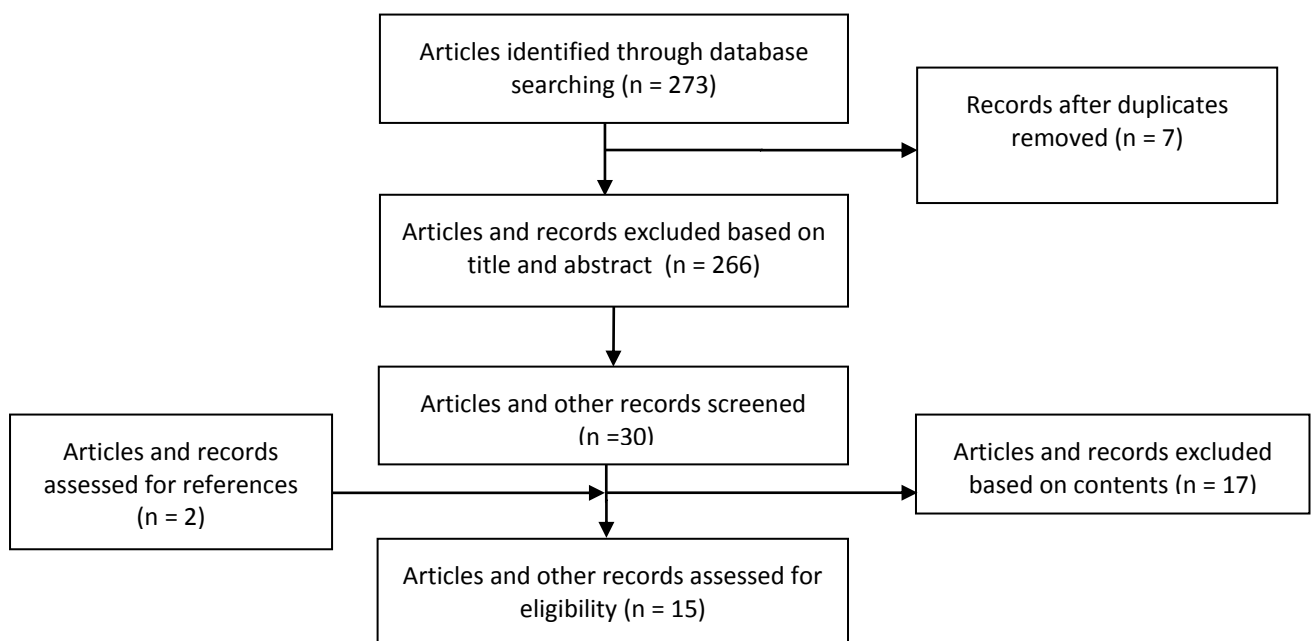 Articles identified through database
searching (n = 273)
Records after duplicates
removed (n = 7)
Articles and records excluded based on
title and abstract  (n = 266)
Articles and other records screened
(n =30)
Articles and records
assessed for references
(n = 2)
Articles and records excluded
based on contents (n = 17)
Articles and other records assessed for
eligibility (n = 15)